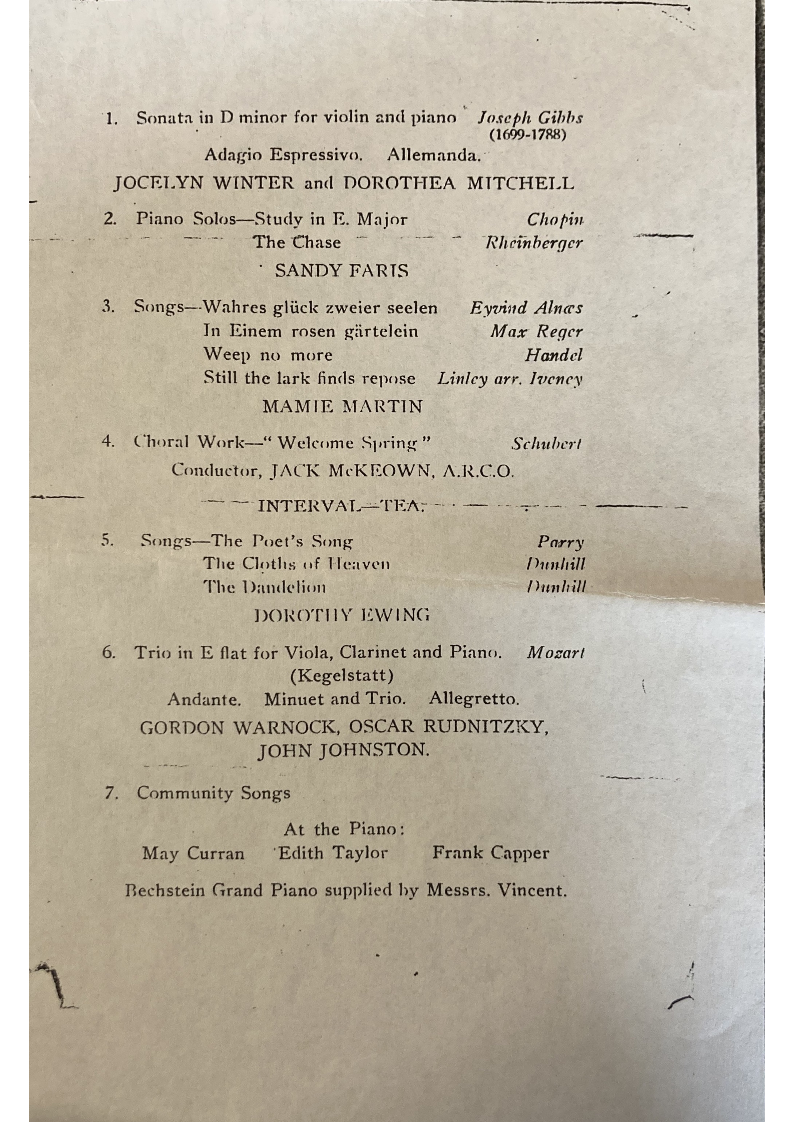 1. Sonata in D minor for violin and piano Joseph Gibbs
(1699-1788)
Adagio Espressivo. Allemanda.
JOCELYN WINTER and DOROTHEA MITCHELL
2. Piano Solos—Study in E. Major Chopin
The Chase Rheinberger
SANDY FARIS
3. Songs—Wahres glück zweier seelen Eyvind Alnæs
In Einem rosen gärtelein Max Reger
Weep no more Handel
Still the lark finds repose Linley arr. Iveney
MAMIE MARTIN
4. Choral Work—“Welcome Spring” Schubert
Conductor, JACK McKEOWN, A.R.C.O.
INTERVAL—TEA.
5. Songs—The Poet's Song Parry
The Cloths of Heaven Dunhill
The Dandelion Dunhill
DOROTHY EWING
6. Trio in E flat for Viola, Clarinet and Piano. Mozart
(Kegelstatt)
Andante. Minuet and Trio. Allegretto.
GORDON WARNOCK, OSCAR RUDNITZKY,
JOHN JOHNSTON.
7. Community Songs
At the Piano:
May Curran Edith Taylor Frank Capper
Bechstein Grand Piano supplied by Messrs. Vincent.